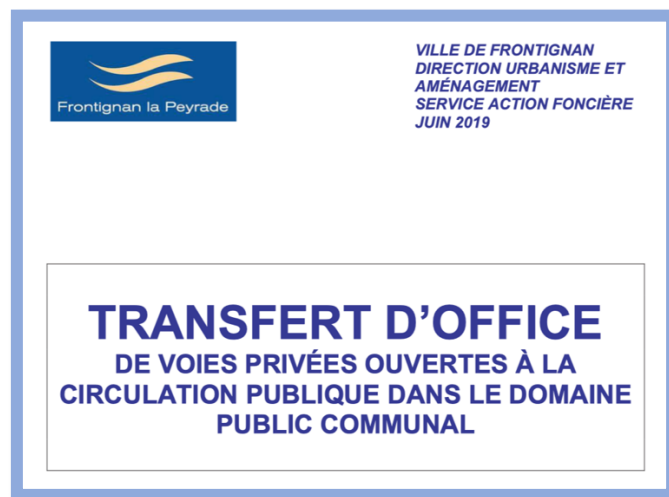 Frontignan la Peyrade
VILLE DE FRONTIGNAN
DIRECTION URBANISME ET
AMÉNAGEMENT
SERVICE ACTION FONCIÈRE
JUIN 2019
TRANSFERT D'OFFICE
DE VOIES PRIVÉES OUVERTES À LA
CIRCULATION PUBLIQUE DANS LE DOMAINE
PUBLIC COMMUNAL